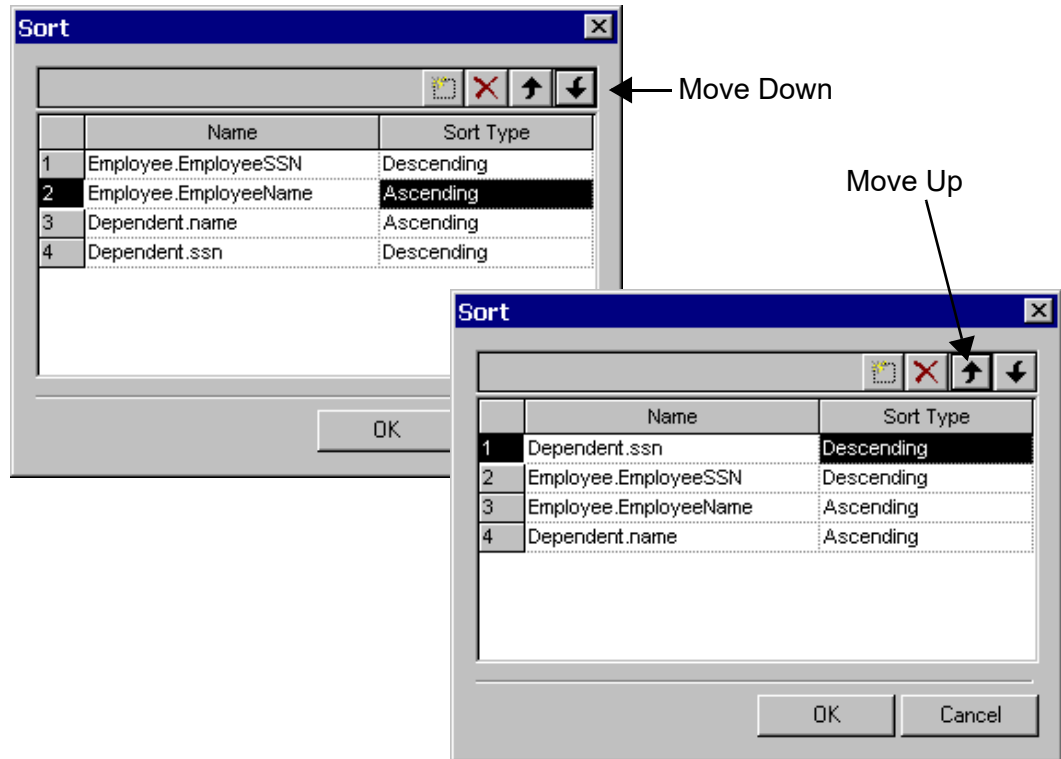 Sort
Move Down
Name Sort Type
1 Employee.EmployeeSSN Descending
2 Employee.EmployeeName Ascending
3 Dependent.name Ascending
4 Dependent.ssn Descending
OK
Move Up
Sort
Name Sort Type
1 Dependent.ssn Descending
2 Employee.EmployeeSSN Descending
3 Employee.EmployeeName Ascending
4 Dependent.name Ascending
OK Cancel